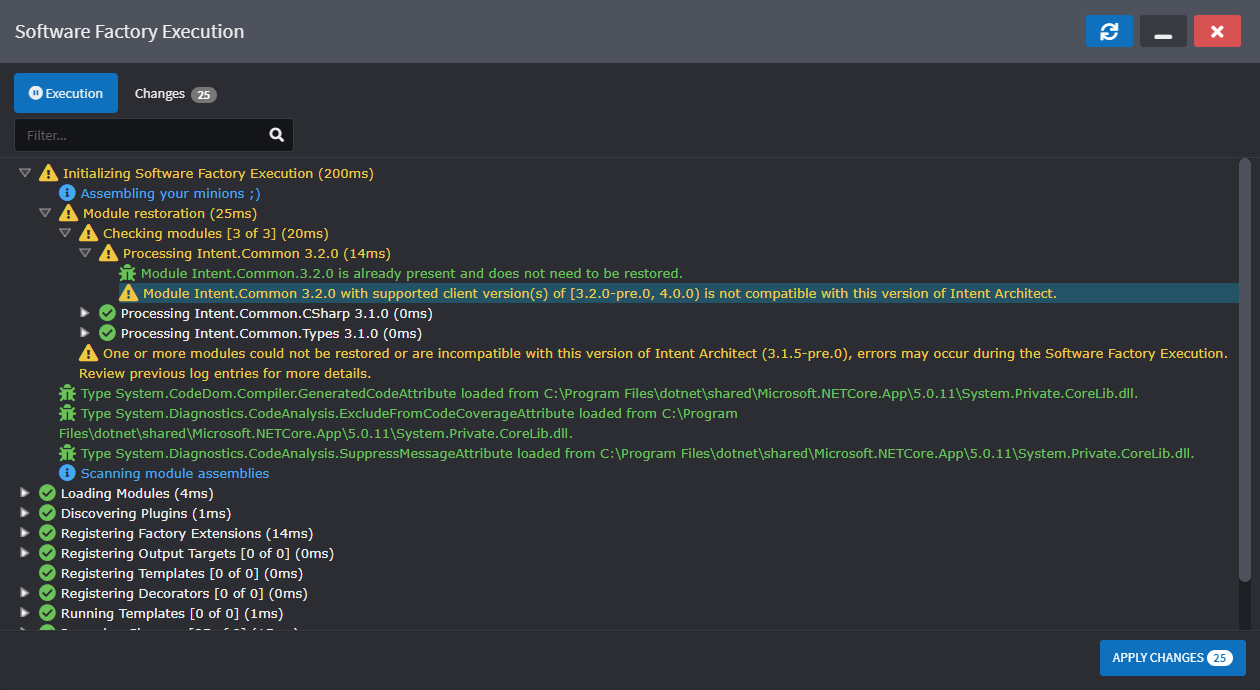 Software Factory Execution
Execution
Changes 25
Filter...
Initializing Software Factory Execution (200ms)
Assembling your minions ;)
Module restoration (25ms)
Checking modules [3 of 3] (20ms)
Processing Intent.Common 3.2.0 (14ms)
Module Intent.Common.3.2.0 is already present and does not need to be restored.
Module Intent.Common 3.2.0 with supported client version(s) of [3.2.0-pre.0, 4.0.0) is not compatible with this version of Intent Architect.
Processing Intent.Common.CSharp 3.1.0 (0ms)
Processing Intent.Common.Types 3.1.0 (0ms)
One or more modules could not be restored or are incompatible with this version of Intent Architect (3.1.5-pre.0), errors may occur during the Software Factory Execution.
Review previous log entries for more details.
Type System.CodeDom.Compiler.GeneratedCodeAttribute loaded from C:\Program Files\dotnet\shared\Microsoft.NETCore.App\5.0.11\System.Private.CoreLib.dll.
Type System.Diagnostics.CodeAnalysis.ExcludeFromCodeCoverageAttribute loaded from C:\Program
Files\dotnet\shared\Microsoft.NETCore.App\5.0.11\System.Private.CoreLib.dll.
Type System.Diagnostics.CodeAnalysis.SuppressMessageAttribute loaded from C:\Program Files\dotnet\shared\Microsoft.NETCore.App\5.0.11\System.Private.CoreLib.dll.
Scanning module assemblies
Loading Modules (4ms)
Discovering Plugins (1ms)
Registering Factory Extensions (14ms)
Registering Output Targets [0 of 0] (0ms)
Registering Templates [0 of 0] (0ms)
Registering Decorators [0 of 0] (0ms)
Running Templates [0 of 0] (1ms)
APPLY CHANGES 25